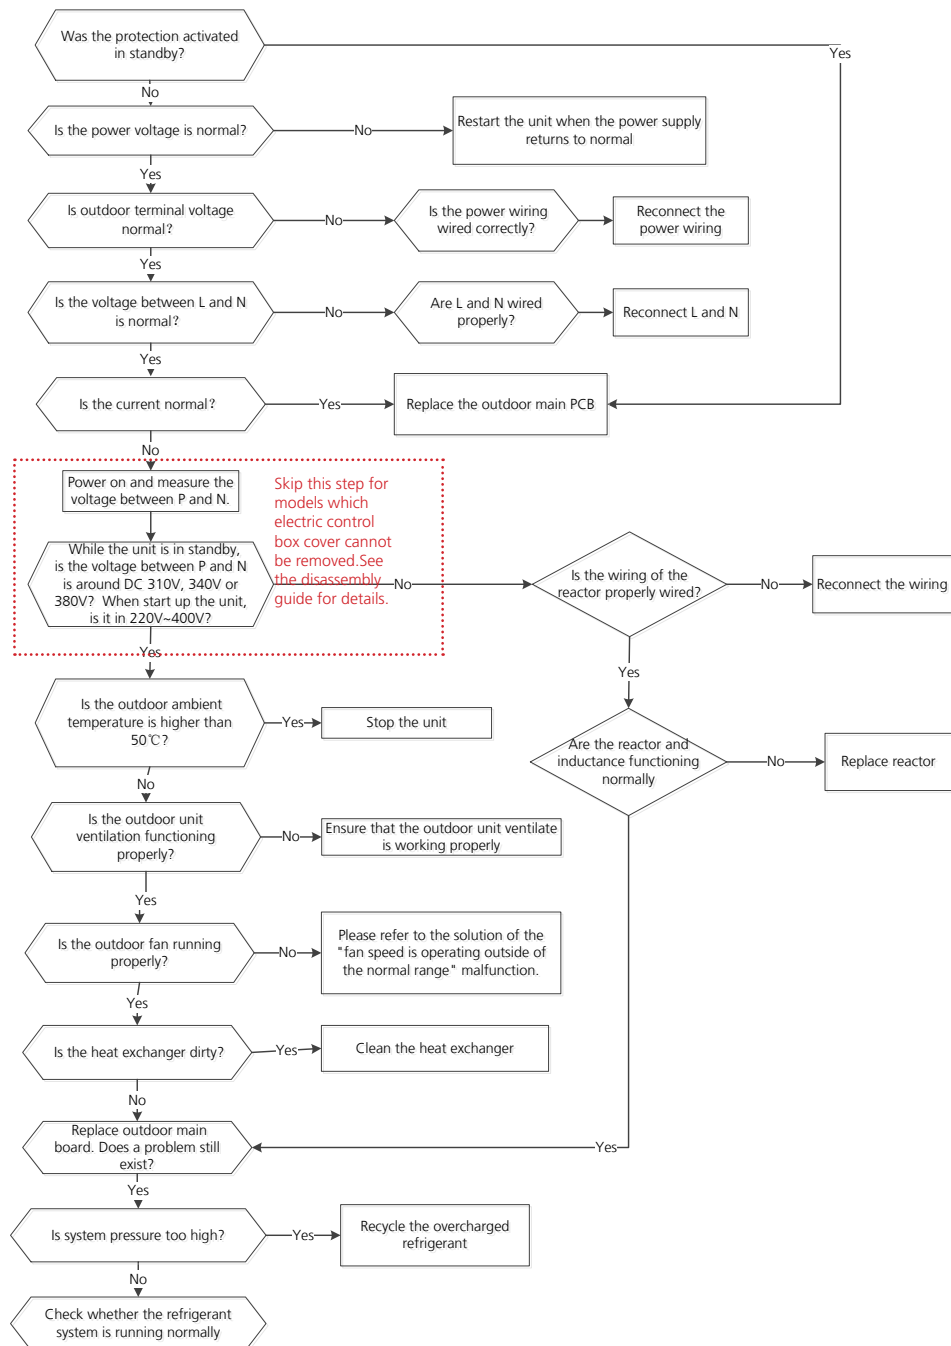 Was the protection activated
in standby?
Yes
No
Is the power voltage is normal?
No
Restart the unit when the power supply
returns to normal
Yes
Is outdoor terminal voltage
normal?
No
Is the power wiring
wired correctly?
Reconnect the
power wiring
Yes
Is the voltage between L and N
is normal?
No
Are L and N wired
properly?
Reconnect L and N
Yes
Is the current normal?
Yes
Replace the outdoor main PCB
No
Power on and measure the
voltage between P and N.
Skip this step for
models which
electric control
box cover cannot
be removed.See
the disassembly
guide for details.
While the unit is in standby,
is the voltage between P and N
is around DC 310V, 340V or
380V? When start up the unit,
is it in 220V~400V?
No
Is the wiring of the
reactor properly wired?
No
Reconnect the wiring
Yes
Yes
Is the outdoor ambient
temperature is higher than
50℃?
Yes
Stop the unit
Are the reactor and
inductance functioning
normally
No
Replace reactor
No
Is the outdoor unit
ventilation functioning
properly?
No
Ensure that the outdoor unit ventilate
is working properly
Yes
Is the outdoor fan running
properly?
No
Please refer to the solution of the
"fan speed is operating outside of
the normal range" malfunction.
Yes
Is the heat exchanger dirty?
Yes
Clean the heat exchanger
No
Replace outdoor main
board. Does a problem still
exist?
Yes
Yes
Is system pressure too high?
Yes
Recycle the overcharged
refrigerant
No
Check whether the refrigerant
system is running normally